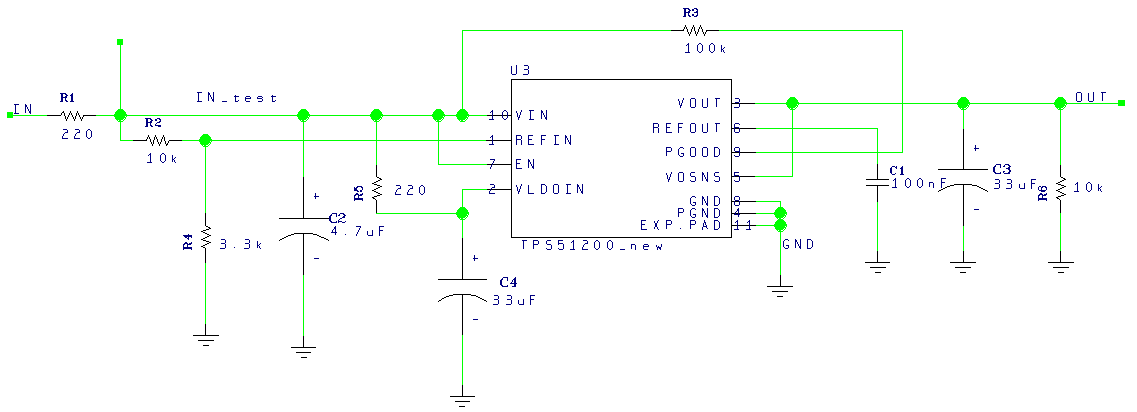 R3
100k
U3
IN
R1
220
IN_test
R2
10k
10 VIN
1 REFIN
7 EN
2 VLDOIN
VOUT 3
REFOUT 6
PGOOD 9
VOSNS 5
GND 8
PGND 4
EXP.PAD 11
TPS51200_new
GND
OUT
R5
220
R4
3.3k
+
C2
4.7uF
-
+
C4
33uF
-
C1
100nF
+
C3
33uF
-
R6
10k